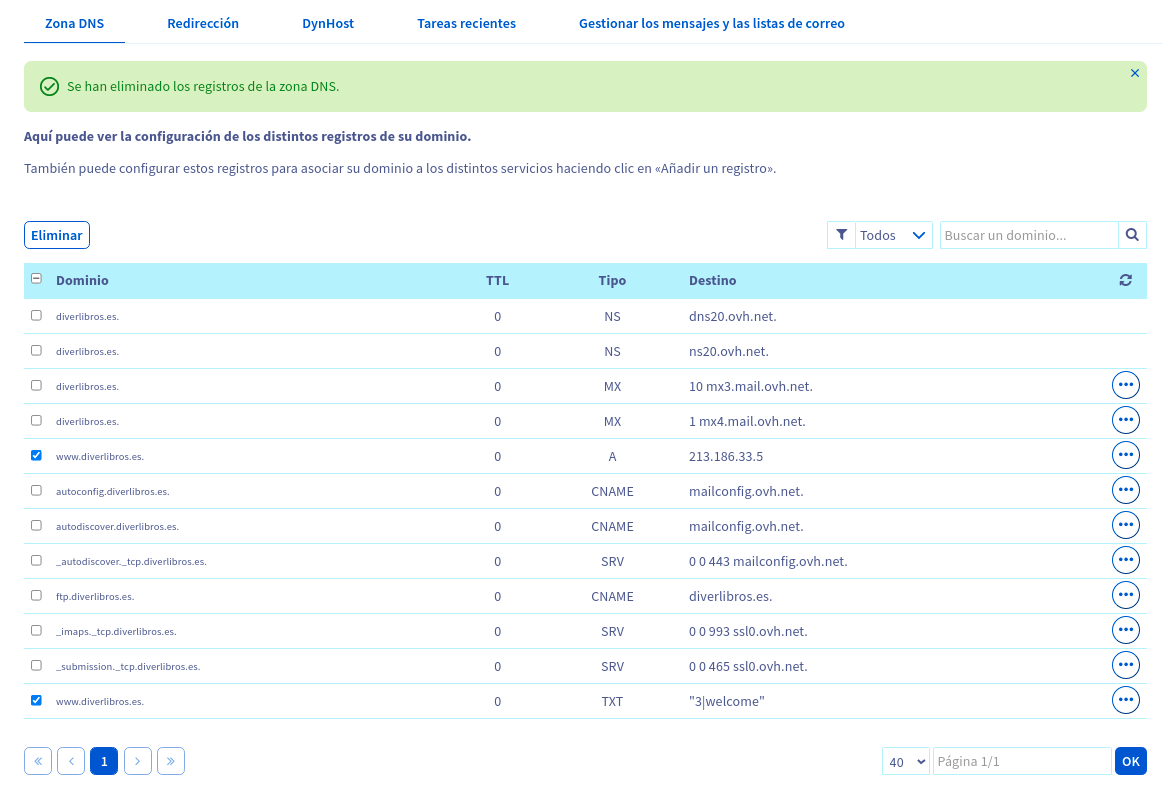 Zona DNS Redirección DynHost Tareas recientes Gestionar los mensajes y las listas de correo
Se han eliminado los registros de la zona DNS. ×
Aquí puede ver la configuración de los distintos registros de su dominio.
También puede configurar estos registros para asociar su dominio a los distintos servicios haciendo clic en «Añadir un registro».
Eliminar Todos Buscar un dominio...
Dominio TTL Tipo Destino
diverlibros.es. 0 NS dns20.ovh.net.
diverlibros.es. 0 NS ns20.ovh.net.
diverlibros.es. 0 MX 10 mx3.mail.ovh.net.
diverlibros.es. 0 MX 1 mx4.mail.ovh.net.
www.diverlibros.es. 0 A 213.186.33.5
autoconfig.diverlibros.es. 0 CNAME mailconfig.ovh.net.
autodiscover.diverlibros.es. 0 CNAME mailconfig.ovh.net.
_autodiscover._tcp.diverlibros.es. 0 SRV 0 0 443 mailconfig.ovh.net.
ftp.diverlibros.es. 0 CNAME diverlibros.es.
_imaps._tcp.diverlibros.es. 0 SRV 0 0 993 ssl0.ovh.net.
_submission._tcp.diverlibros.es. 0 SRV 0 0 465 ssl0.ovh.net.
www.diverlibros.es. 0 TXT "3|welcome"
« ‹ 1 › » 40 Página 1/1 OK